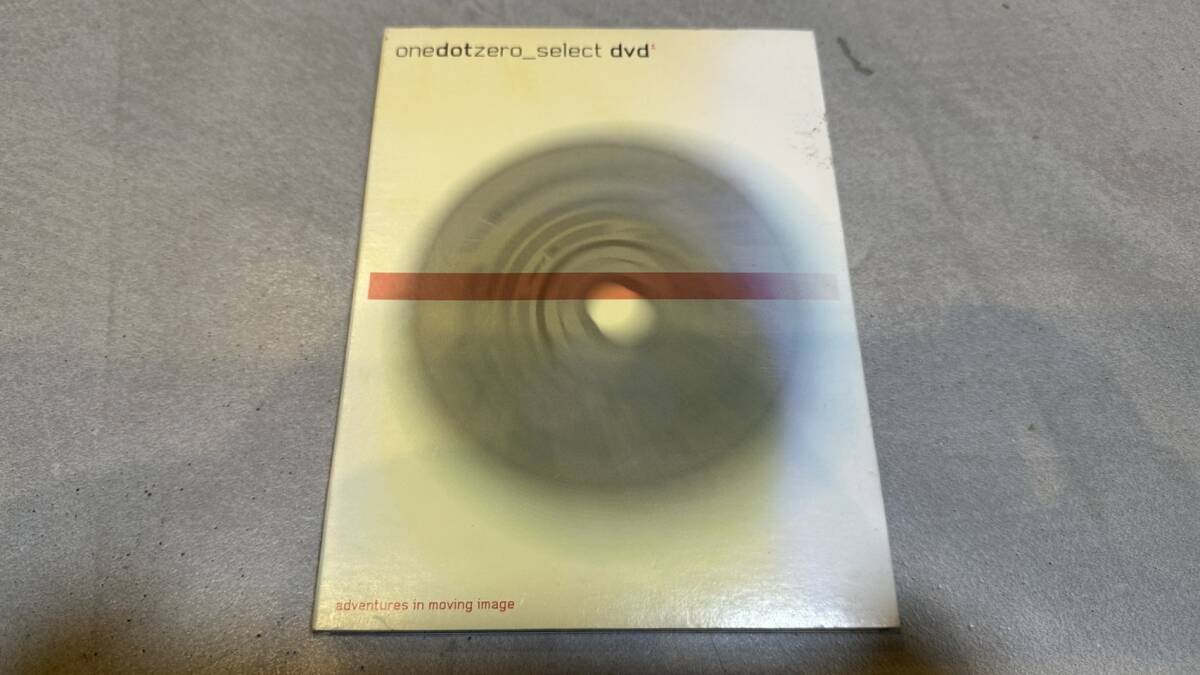 onedotzero_select dvd¹
adventures in moving image